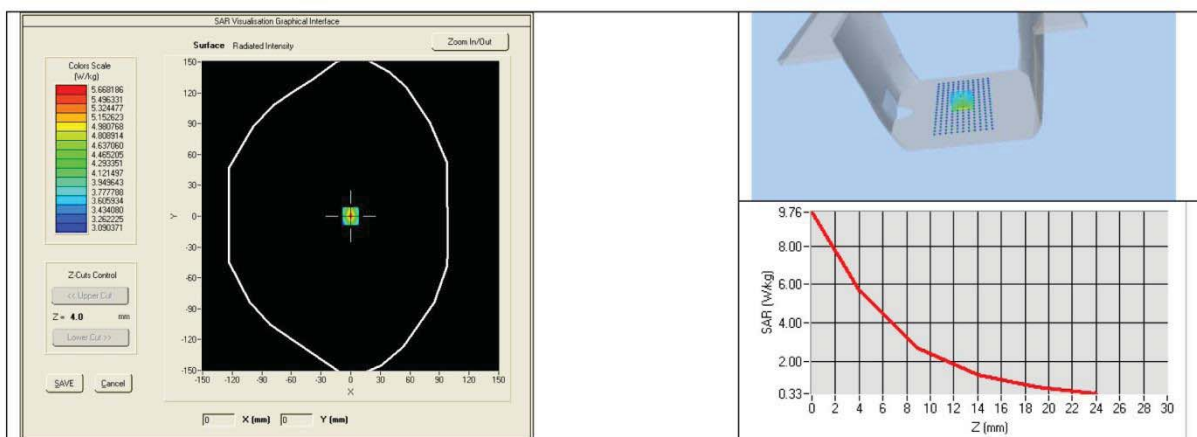 SAR Visualisation Graphical Interface
Surface Radiated Intensity
Zoom In/Out
Colors Scale
(W/kg)
5.668186
5.496331
5.324477
5.152623
4.980768
4.808914
4.637060
4.465205
4.293351
4.121497
3.949643
3.777788
3.605934
3.434080
3.262225
3.090371
Z-Cuts Control
<< Upper Cut
Z = 4.0 mm
Lower Cut >>
SAVE Cancel
150
120
90
60
30
Y 0
-30
-60
-90
-120
-150
-150 -120 -90 -60 -30 0 30 60 90 120 150
X
0 X (mm) 0 Y (mm)
9.76
8.00
6.00
4.00
2.00
0.33
SAR (W/kg)
0 2 4 6 8 10 12 14 16 18 20 22 24 26 28 30
Z (mm)